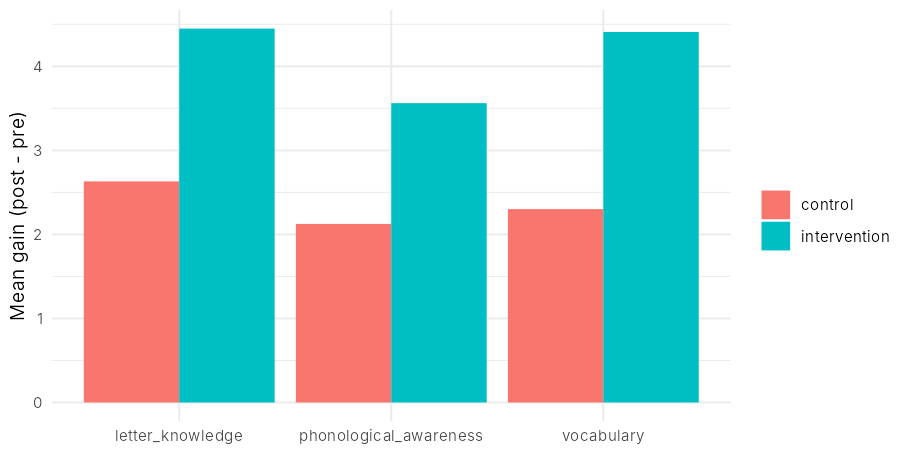 Mean gain (post - pre)
4
3
2
1
0
letter_knowledge
phonological_awareness
vocabulary
control
intervention